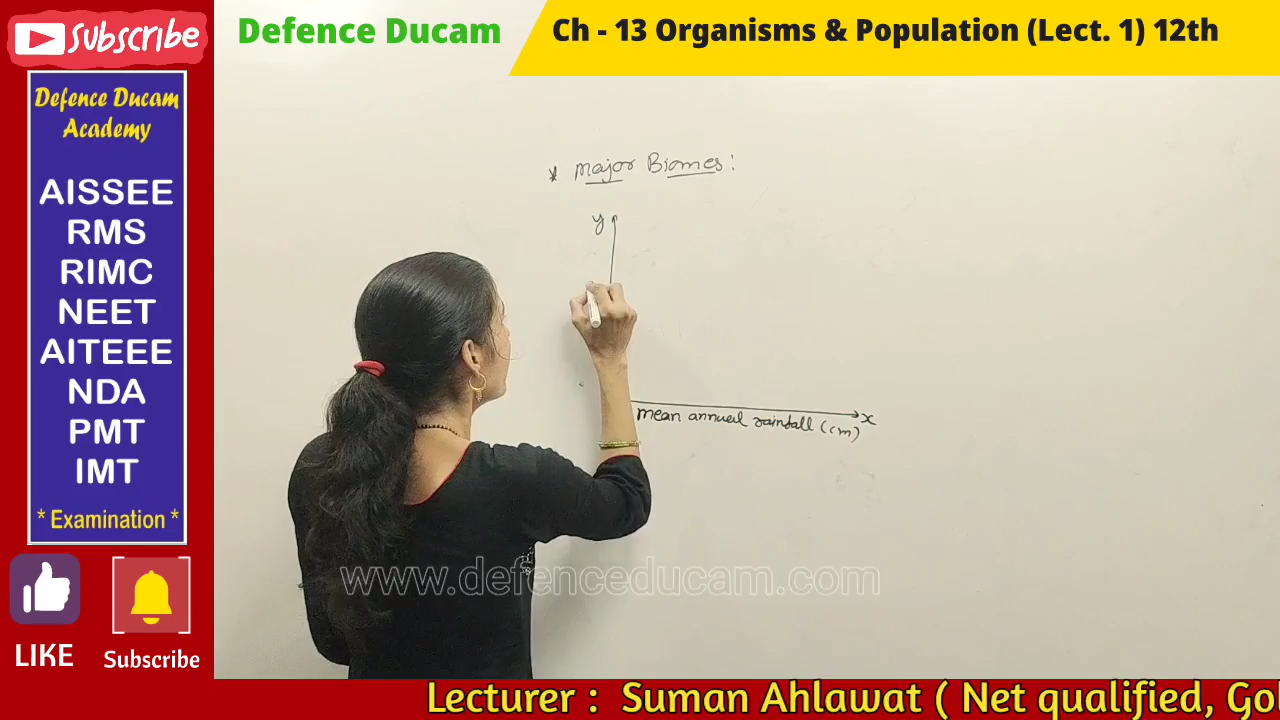 Subscribe
Defence Ducam
Ch - 13 Organisms & Population (Lect. 1) 12th
Defence Ducam
Academy
AISSEE
RMS
RIMC
NEET
AITEEE
NDA
PMT
IMT
* Examination *
LIKE
Subscribe
* Major Biomes :
y
mean annual rainfall (cm)
x
www.defenceducam.com
Lecturer : Suman Ahlawat ( Net qualified, Go